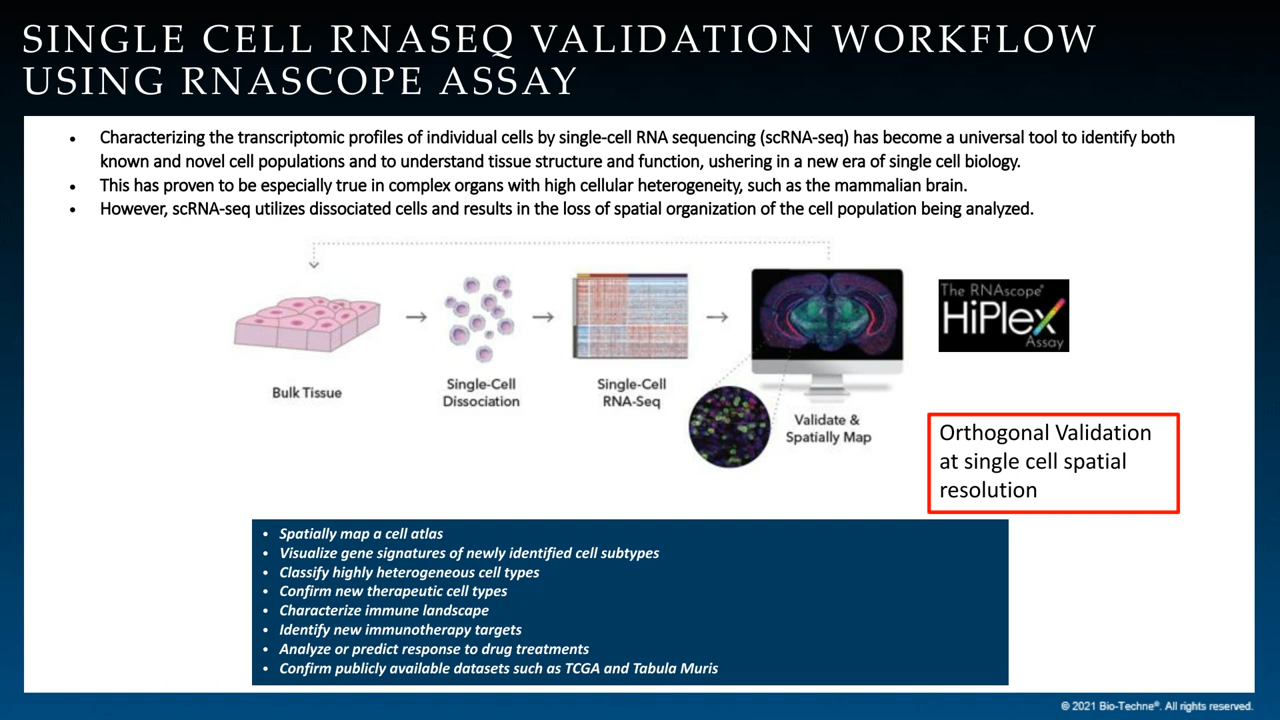 SINGLE CELL RNASEQ VALIDATION WORKFLOW
USING RNASCOPE ASSAY
• Characterizing the transcriptomic profiles of individual cells by single-cell RNA sequencing (scRNA-seq) has become a universal tool to identify both
known and novel cell populations and to understand tissue structure and function, ushering in a new era of single cell biology.
• This has proven to be especially true in complex organs with high cellular heterogeneity, such as the mammalian brain.
• However, scRNA-seq utilizes dissociated cells and results in the loss of spatial organization of the cell population being analyzed.
Bulk Tissue
Single-Cell
Dissociation
Single-Cell
RNA-Seq
Validate &
Spatially Map
The RNAscope®
HiPlex
Assay
Orthogonal Validation
at single cell spatial
resolution
• Spatially map a cell atlas
• Visualize gene signatures of newly identified cell subtypes
• Classify highly heterogeneous cell types
• Confirm new therapeutic cell types
• Characterize immune landscape
• Identify new immunotherapy targets
• Analyze or predict response to drug treatments
• Confirm publicly available datasets such as TCGA and Tabula Muris
© 2021 Bio-Techne®. All rights reserved.